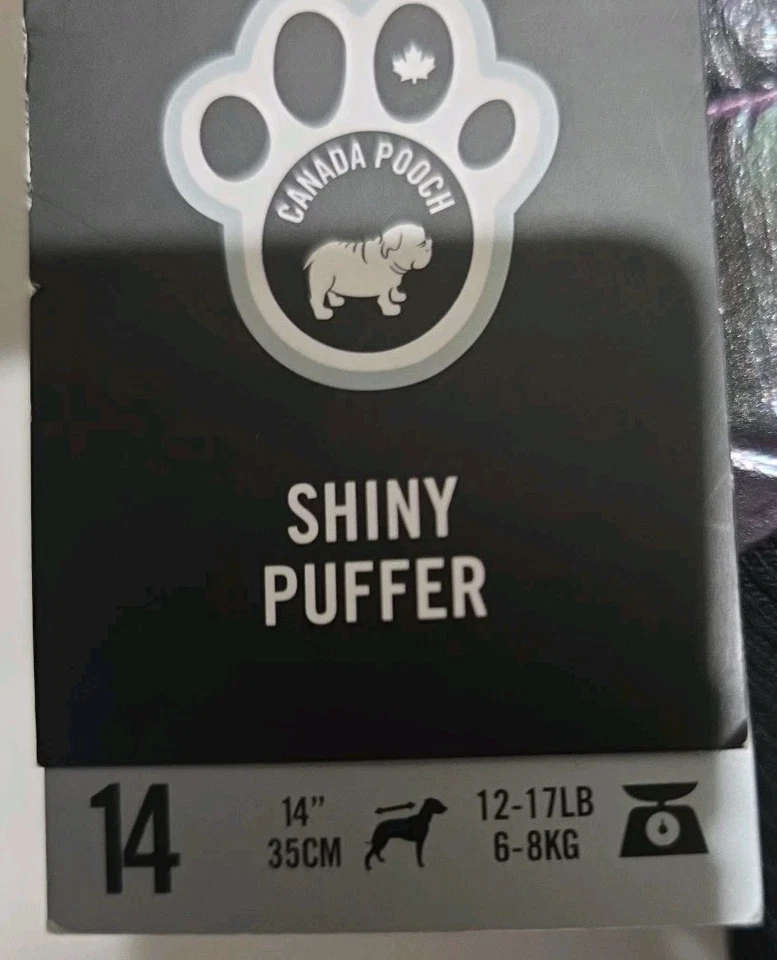 CANADA POOCH
SHINY
PUFFER
14
14”
35CM
12-17LB
6-8KG